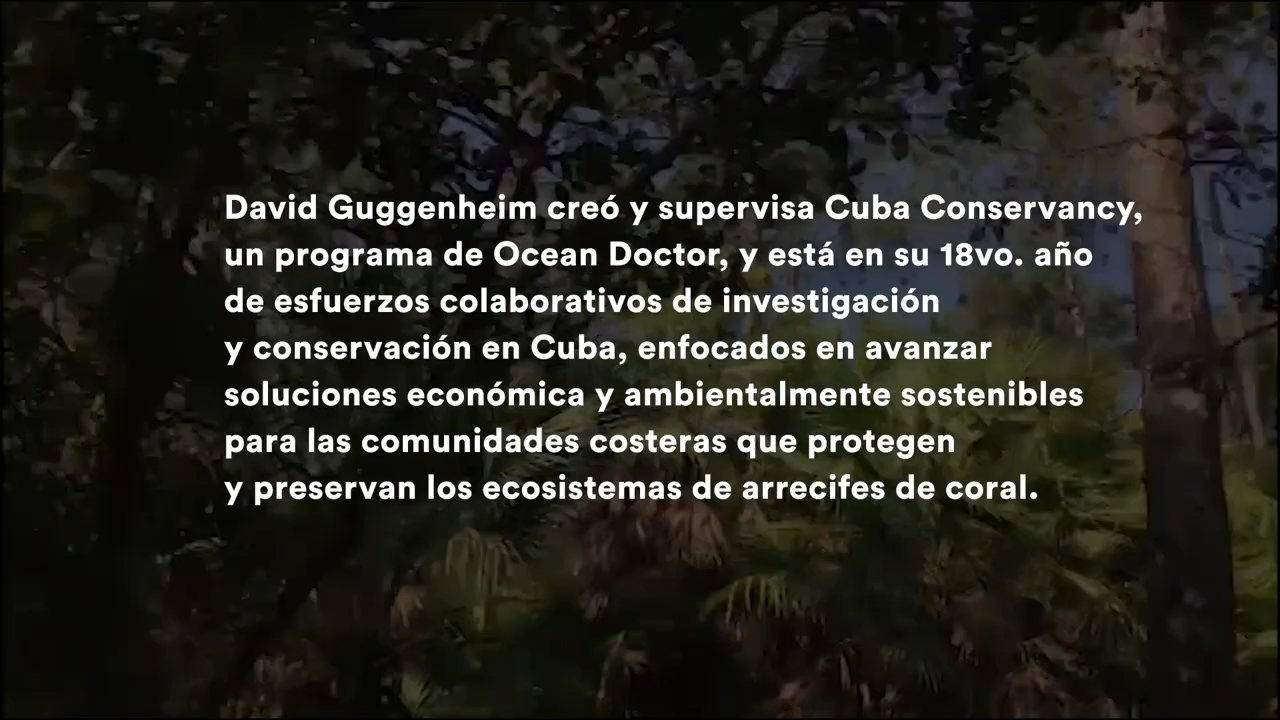 David Guggenheim creó y supervisa Cuba Conservancy,
un programa de Ocean Doctor, y está en su 18vo. año
de esfuerzos colaborativos de investigación
y conservación en Cuba, enfocados en avanzar
soluciones económica y ambientalmente sostenibles
para las comunidades costeras que protegen
y preservan los ecosistemas de arrecifes de coral.